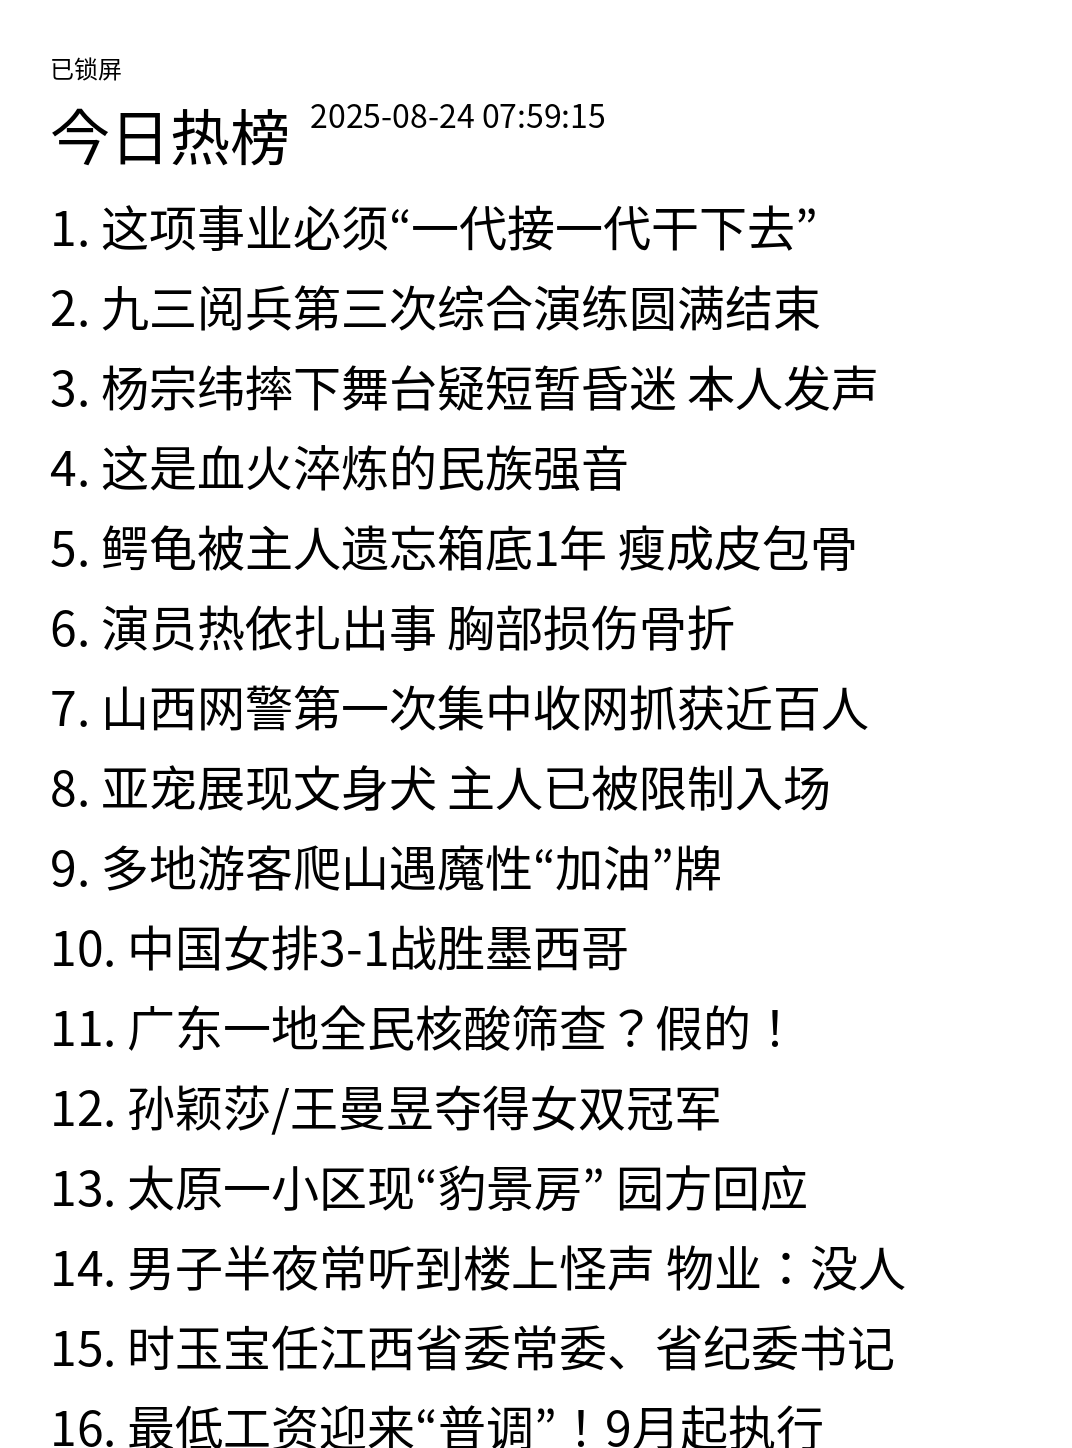 已锁屏
今日热榜 2025-08-24 07:59:15
1. 这项事业必须“一代接一代干下去”
2. 九三阅兵第三次综合演练圆满结束
3. 杨宗纬摔下舞台疑短暂昏迷 本人发声
4. 这是血火淬炼的民族强音
5. 鳄龟被主人遗忘箱底1年 瘦成皮包骨
6. 演员热依扎出事 胸部损伤骨折
7. 山西网警第一次集中收网抓获近百人
8. 亚宠展现文身犬 主人已被限制入场
9. 多地游客爬山遇魔性“加油”牌
10. 中国女排3-1战胜墨西哥
11. 广东一地全民核酸筛查？假的！
12. 孙颖莎/王曼昱夺得女双冠军
13. 太原一小区现“豹景房” 园方回应
14. 男子半夜常听到楼上怪声 物业：没人
15. 时玉宝任江西省委常委、省纪委书记
16. 最低工资迎来“普调”！9月起执行